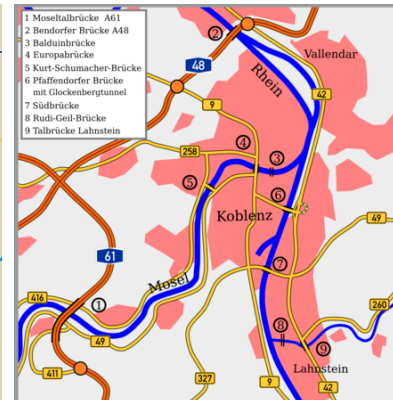 1 Moseltalbrücke A61
2 Bendorfer Brücke A48
3 Balduinbrücke
4 Europabrücke
5 Kurt-Schumacher-Brücke
6 Pfaffendorfer Brücke
mit Glockenbergtunnel
7 Südbrücke
8 Rudi-Geil-Brücke
9 Talbrücke Lahnstein
2
Vallendar
48
Rhein
42
9
4
258
3
5
6
Koblenz
49
61
7
Mosel
416
1
260
8
49
9
Lahnstein
411
327
9
42